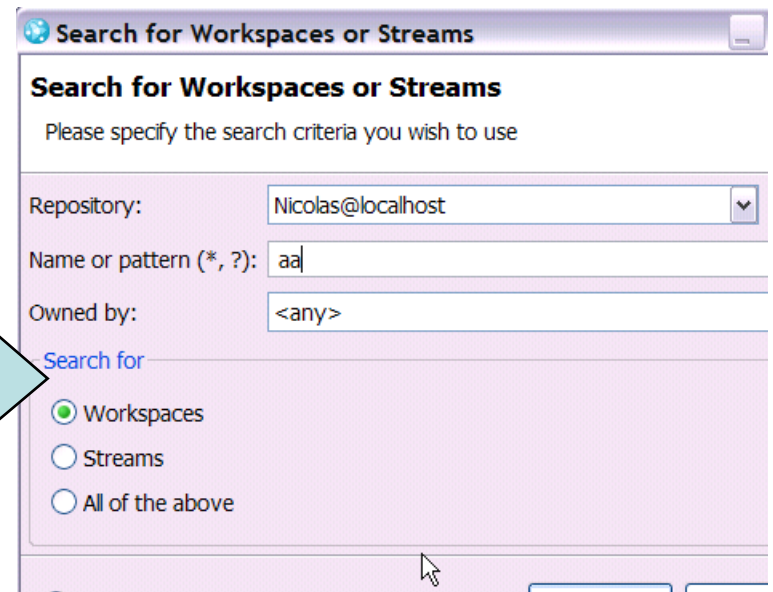 Search for Workspaces or Streams
Search for Workspaces or Streams
Please specify the search criteria you wish to use
Repository: Nicolas@localhost
Name or pattern (*, ?): aa
Owned by: <any>
Search for
Workspaces
Streams
All of the above